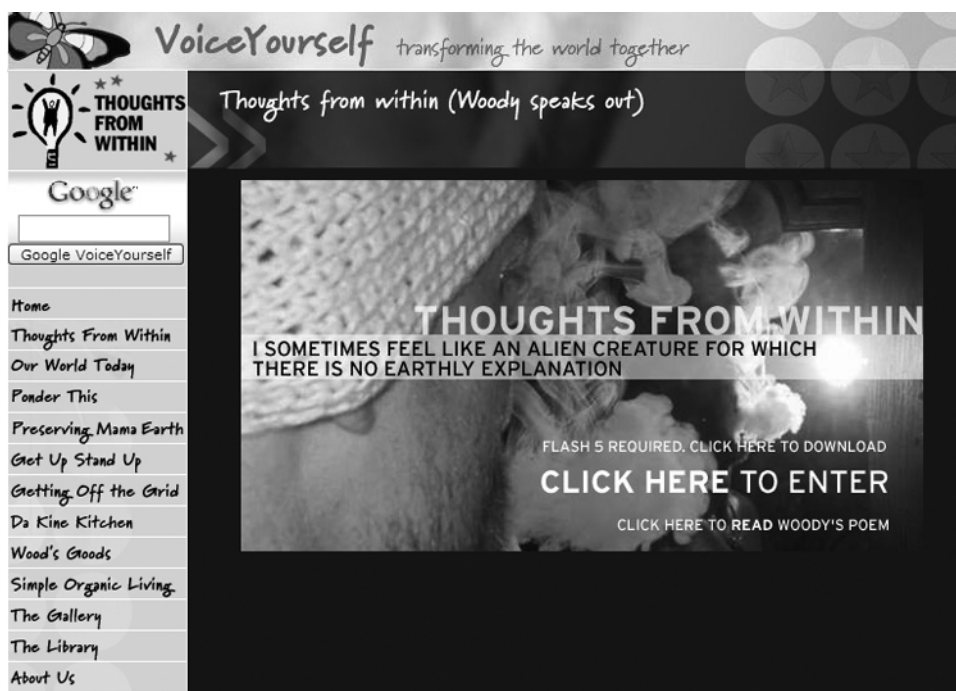 VoiceYourself transforming the world together
THOUGHTS
FROM
WITHIN
Thoughts from within (Woody speaks out)
Google
Google VoiceYourself
Home
Thoughts From Within
Our World Today
Ponder This
Preserving Mama Earth
Get Up Stand Up
Getting Off the Grid
Da Kine Kitchen
Wood's Goods
Simple Organic Living
The Gallery
The Library
About Us
THOUGHTS FROM WITHIN
I SOMETIMES FEEL LIKE AN ALIEN CREATURE FOR WHICH
THERE IS NO EARTHLY EXPLANATION
FLASH 5 REQUIRED. CLICK HERE TO DOWNLOAD
CLICK HERE TO ENTER
CLICK HERE TO READ WOODY'S POEM